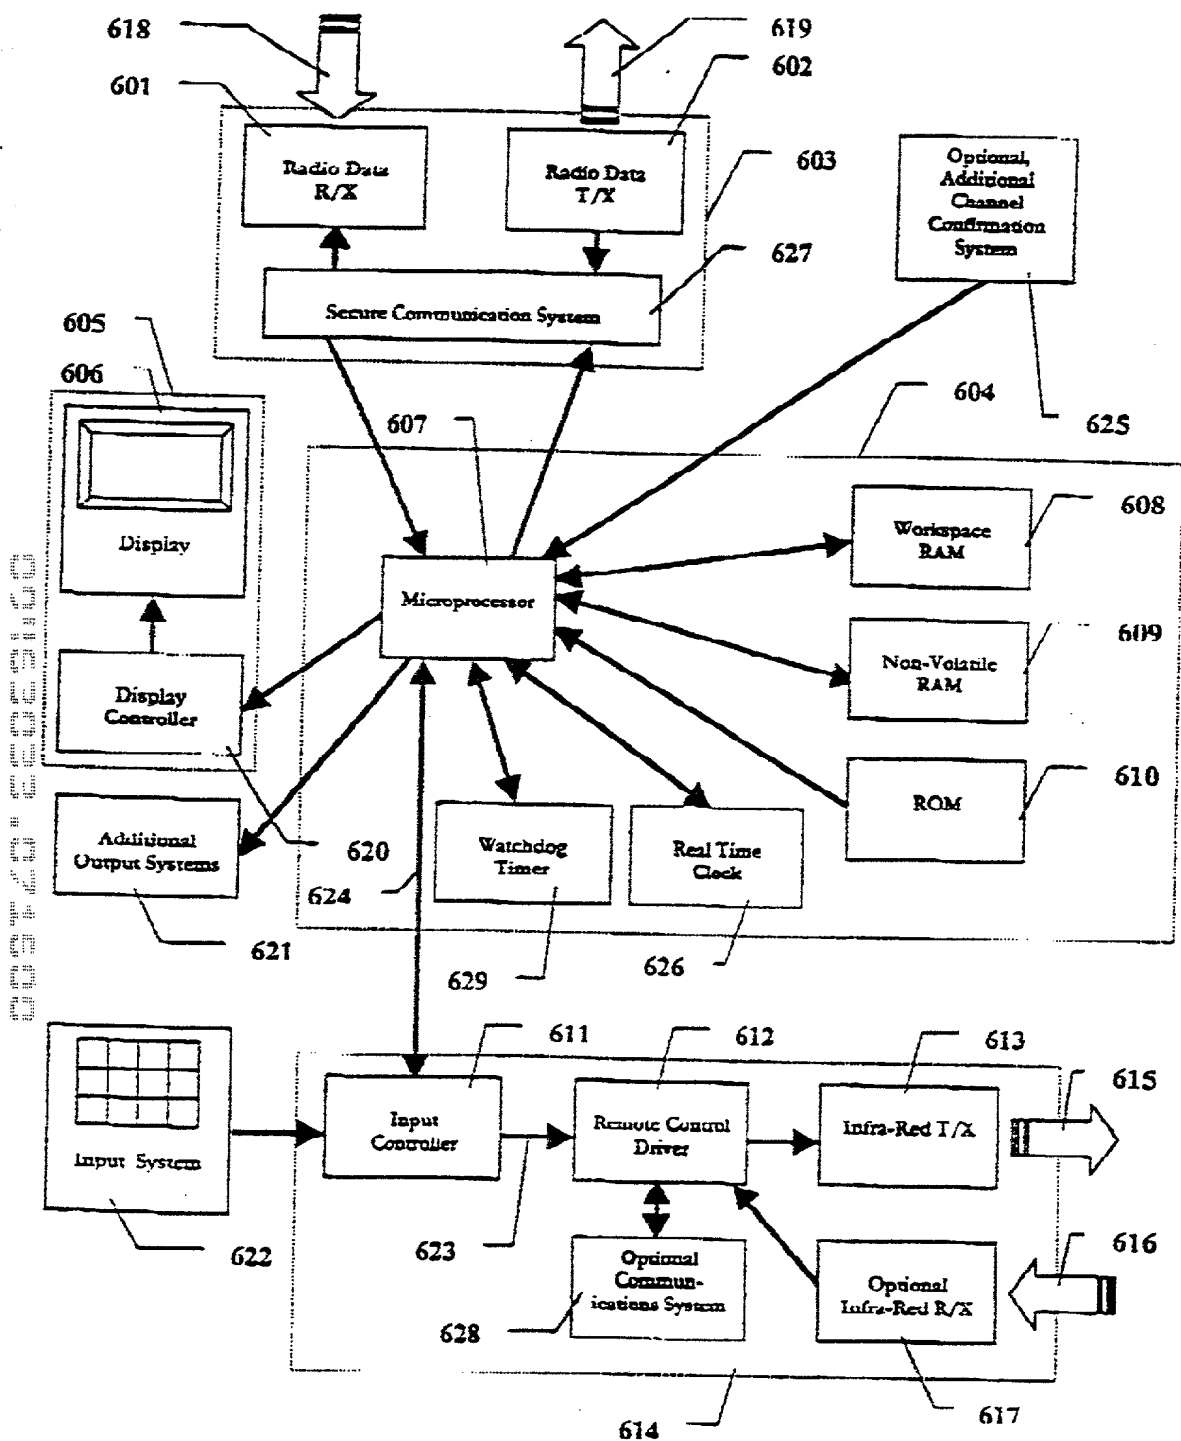 618
619
601
602
Radio Data
R/X
Radio Data
T/X
603
Optional,
Additional
Channel
Confirmation
System
627
Secure Communication System
605
606
604
607
625
608
Display
Workspace
RAM
Microprocessor
609
Non-Volatile
RAM
Display
Controller
610
ROM
Additional
Output Systems
620
Watchdog
Timer
Real Time
Clock
624
621
629
626
611
612
613
615
Input
Controller
Remote Control
Driver
Infra-Red T/X
Input System
622
623
616
Optional
Commun-
ications System
Optional
Infra-Red R/X
628
614
617